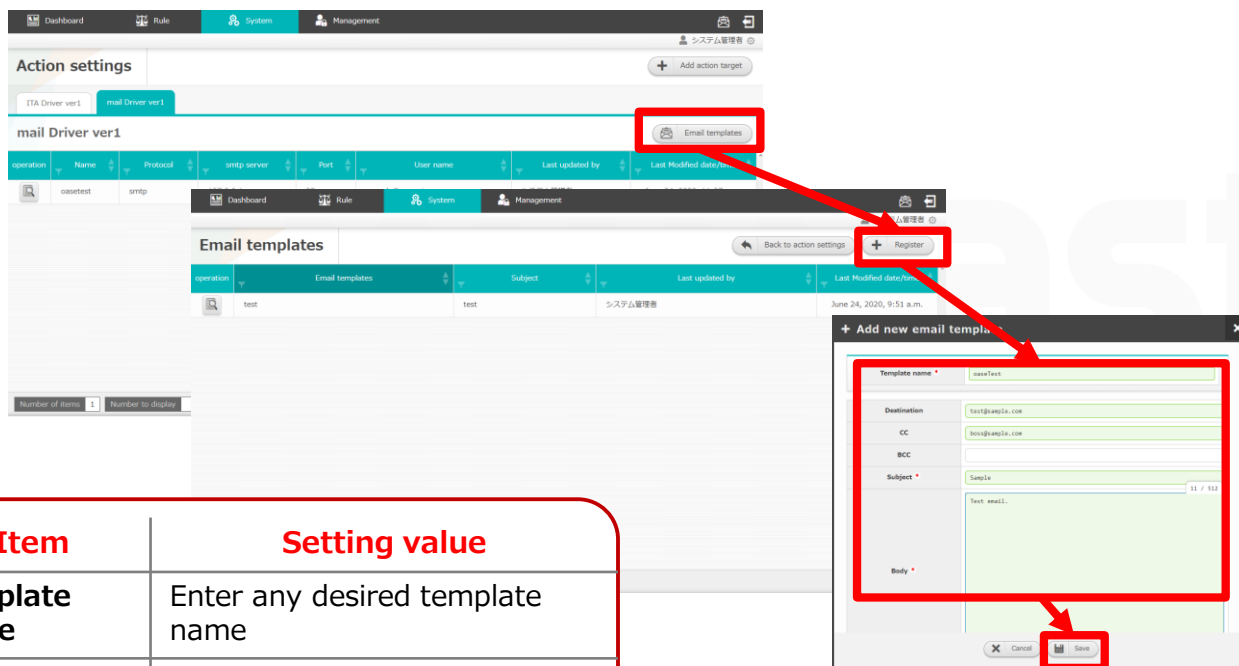 Dashboard Rule System Management
システム管理者
Action settings Add action target
ITA Driver ver1 mail Driver ver1
mail Driver ver1 Email templates
operation Name Protocol smtp server Port User name Last updated by Last Modified date/time
oasetest smtp
Dashboard Rule System Management
ム管理者
Email templates Back to action settings Register
operation Email templates Subject Last updated by Last Modified date/time
test test システム管理者 June 24, 2020, 9:51 a.m.
Number of items 1 Number to display
Add new email template
Template name * oaseTest
Destination test@sample.com
CC boss@sample.com
BCC
Subject * Sample
11 / 512
Test email.
Body *
Cancel Save
Item Setting value
plate Enter any desired template
e name